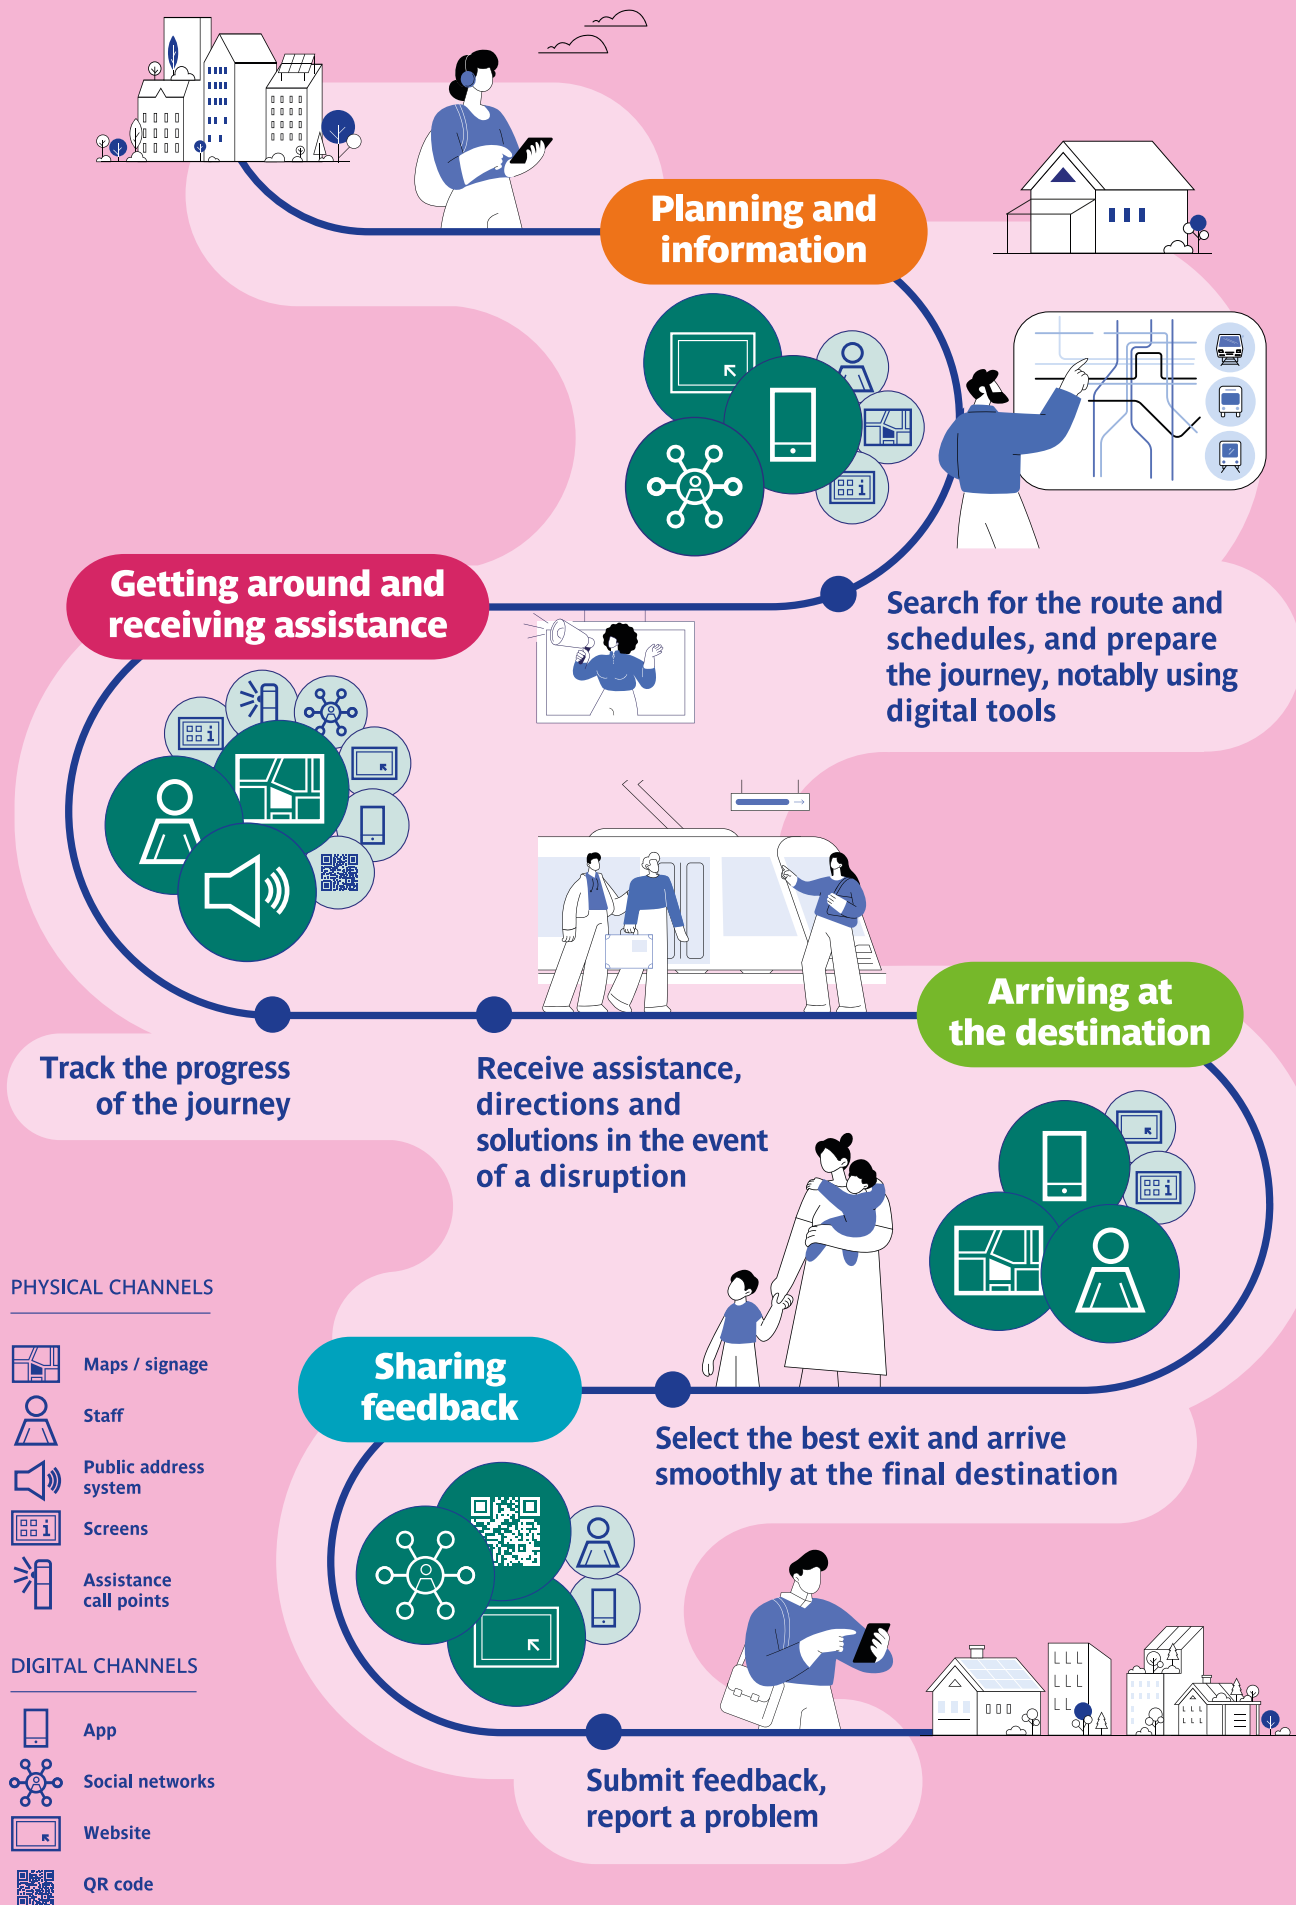 Planning and
information
Search for the route and
schedules, and prepare
the journey, notably using
digital tools
Getting around and
receiving assistance
Track the progress
of the journey
Receive assistance,
directions and
solutions in the event
of a disruption
Arriving at
the destination
Select the best exit and arrive
smoothly at the final destination
Sharing
feedback
Submit feedback,
report a problem
PHYSICAL CHANNELS
Maps / signage
Staff
Public address
system
Screens
Assistance
call points
DIGITAL CHANNELS
App
Social networks
Website
QR code